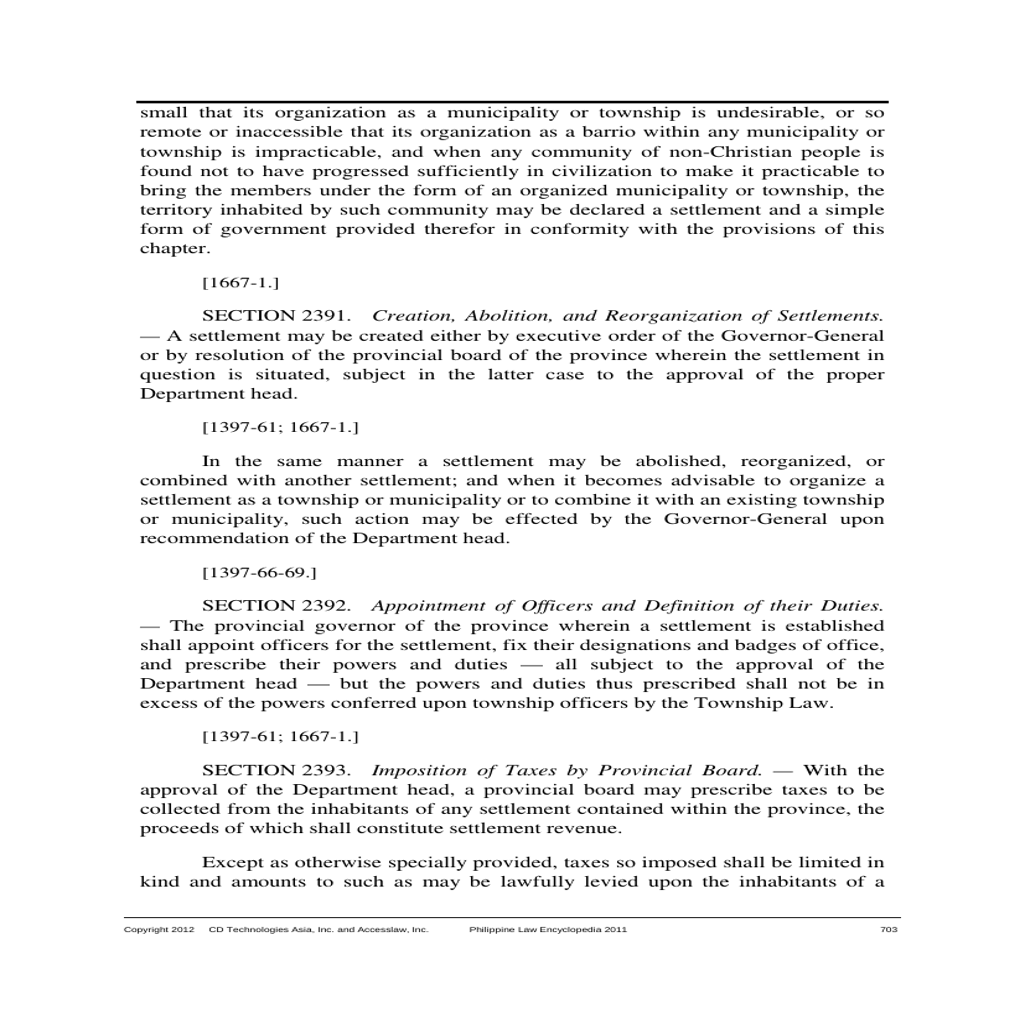 small that its organization as a municipality or township is undesirable, or so
remote or inaccessible that its organization as a barrio within any municipality or
township is impracticable, and when any community of non-Christian people is
found not to have progressed sufficiently in civilization to make it practicable to
bring the members under the form of an organized municipality or township, the
territory inhabited by such community may be declared a settlement and a simple
form of government provided therefor in conformity with the provisions of this
chapter.
[1667-1.]
SECTION 2391. Creation, Abolition, and Reorganization of Settlements.
— A settlement may be created either by executive order of the Governor-General
or by resolution of the provincial board of the province wherein the settlement in
question is situated, subject in the latter case to the approval of the proper
Department head.
[1397-61; 1667-1.]
In the same manner a settlement may be abolished, reorganized, or
combined with another settlement; and when it becomes advisable to organize a
settlement as a township or municipality or to combine it with an existing township
or municipality, such action may be effected by the Governor-General upon
recommendation of the Department head.
[1397-66-69.]
SECTION 2392. Appointment of Officers and Definition of their Duties.
— The provincial governor of the province wherein a settlement is established
shall appoint officers for the settlement, fix their designations and badges of office,
and prescribe their powers and duties — all subject to the approval of the
Department head — but the powers and duties thus prescribed shall not be in
excess of the powers conferred upon township officers by the Township Law.
[1397-61; 1667-1.]
SECTION 2393. Imposition of Taxes by Provincial Board. — With the
approval of the Department head, a provincial board may prescribe taxes to be
collected from the inhabitants of any settlement contained within the province, the
proceeds of which shall constitute settlement revenue.
Except as otherwise specially provided, taxes so imposed shall be limited in
kind and amounts to such as may be lawfully levied upon the inhabitants of a
Copyright 2012 CD Technologies Asia, Inc. and Accesslaw, Inc. Philippine Law Encyclopedia 2011 703